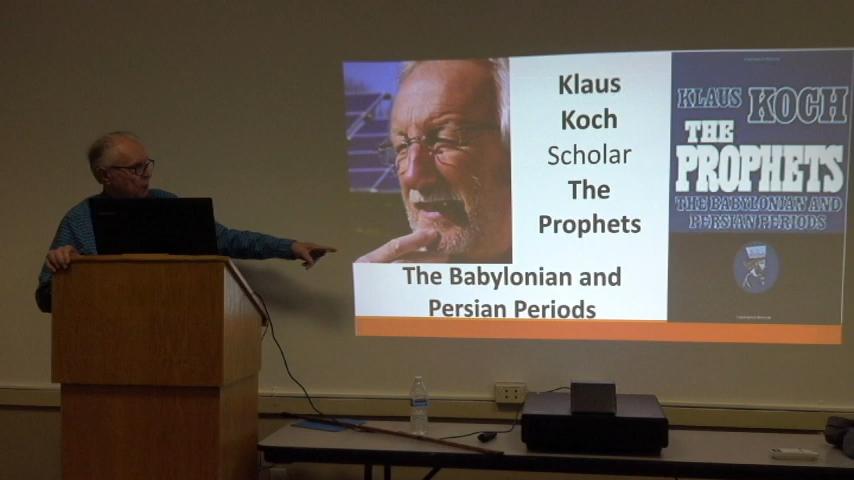 Klaus
Koch
Scholar
The
Prophets
The Babylonian and
Persian Periods
KLAUS KOCH
THE
PROPHETS
THE BABYLONIAN AND
PERSIAN PERIODS